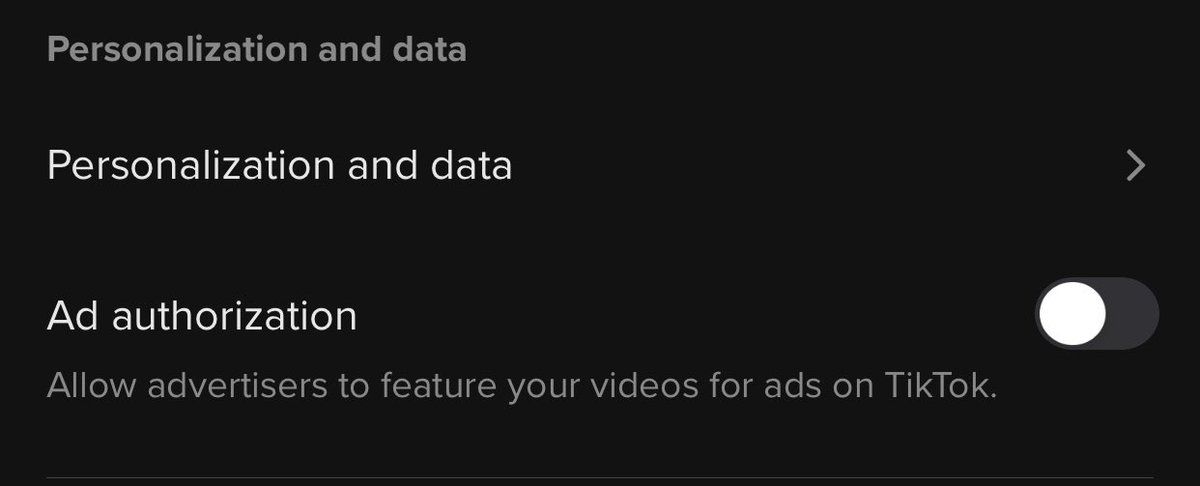 Personalization and data
Personalization and data
Ad authorization
Allow advertisers to feature your videos for ads on TikTok.